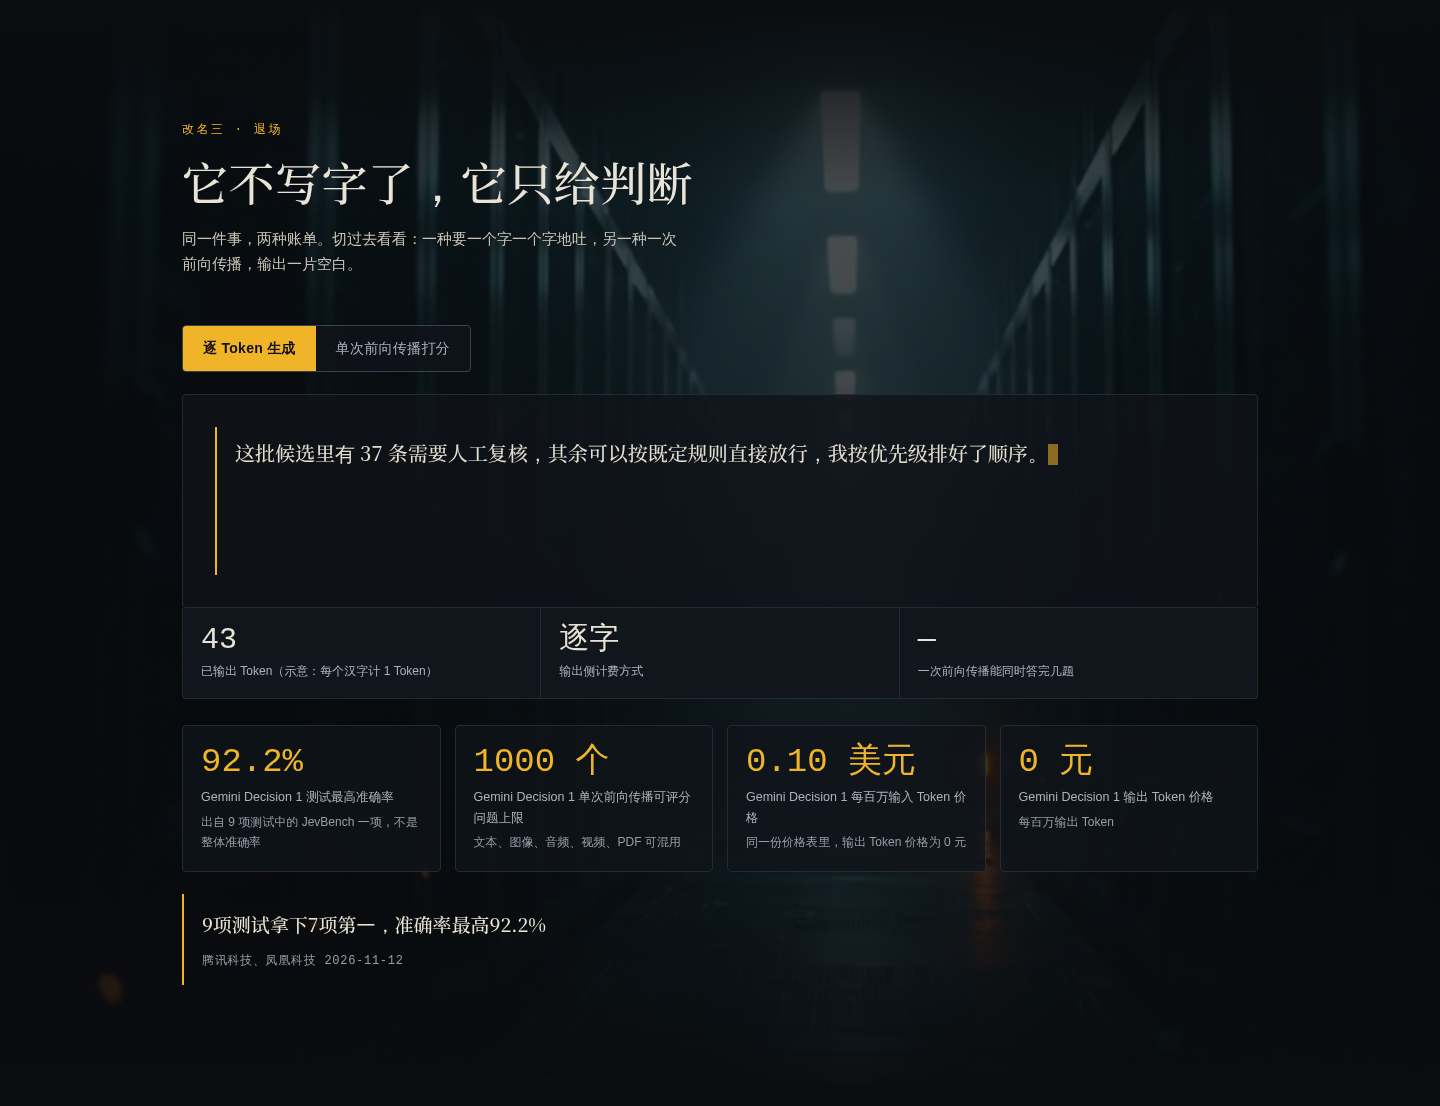 改名三 · 退场
它不写字了，它只给判断
同一件事，两种账单。切过去看看：一种要一个字一个字地吐，另一种一次
前向传播，输出一片空白。
逐 Token 生成
单次前向传播打分
这批候选里有 37 条需要人工复核，其余可以按既定规则直接放行，我按优先级排好了顺序。
43
已输出 Token（示意：每个汉字计 1 Token）
逐字
输出侧计费方式
—
一次前向传播能同时答完几题
92.2%
Gemini Decision 1 测试最高准确率
出自 9 项测试中的 JevBench 一项，不是
整体准确率
1000 个
Gemini Decision 1 单次前向传播可评分
问题上限
文本、图像、音频、视频、PDF 可混用
0.10 美元
Gemini Decision 1 每百万输入 Token 价
格
同一份价格表里，输出 Token 价格为 0 元
0 元
Gemini Decision 1 输出 Token 价格
每百万输出 Token
9项测试拿下7项第一，准确率最高92.2%
腾讯科技、凤凰科技 2026-11-12